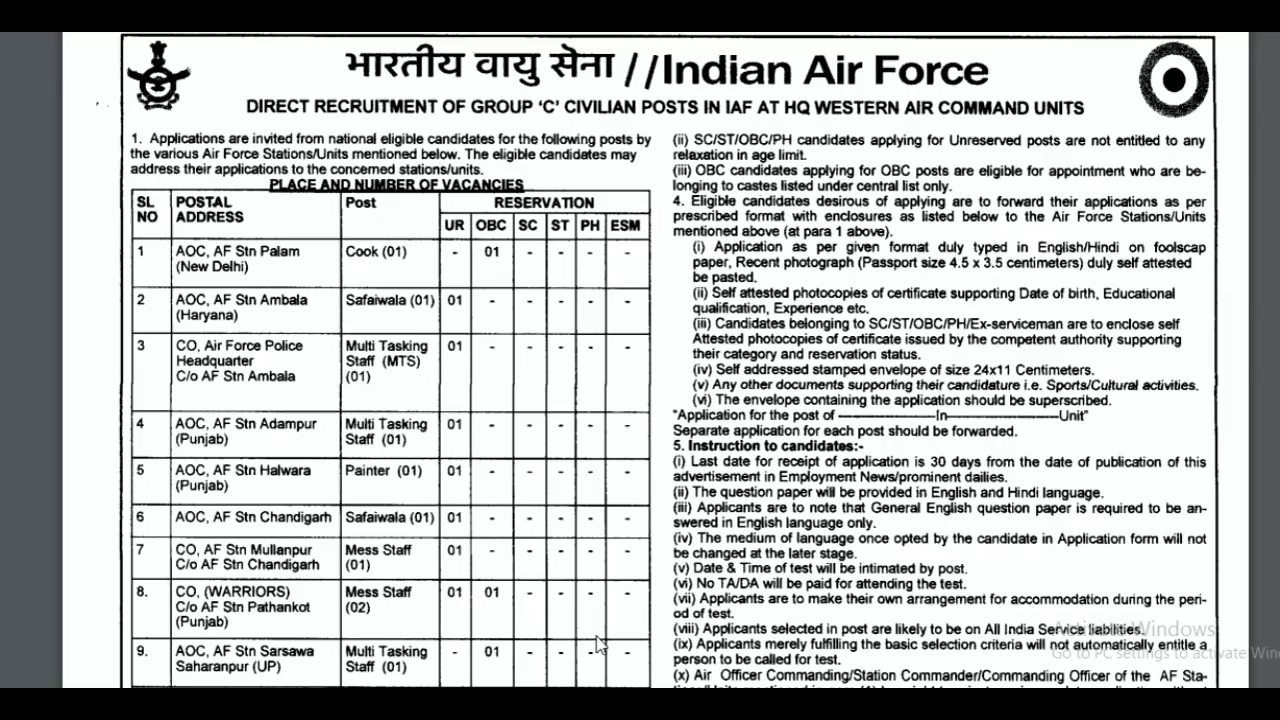 भारतीय वायु सेना //Indian Air Force
DIRECT RECRUITMENT OF GROUP 'C' CIVILIAN POSTS IN IAF AT HQ WESTERN AIR COMMAND UNITS
1. Applications are invited from national eligible candidates for the following posts by
the various Air Force Stations/Units mentioned below. The eligible candidates may
address their applications to the concerned stations/units.
PLACE AND NUMBER OF VACANCIES
SL NO | POSTAL ADDRESS | Post | RESERVATION
UR | OBC | SC | ST | PH | ESM
1 | AOC, AF Stn Palam (New Delhi) | Cook (01) | - | 01 | - | - | - | -
2 | AOC, AF Stn Ambala (Haryana) | Safaiwala (01) | 01 | - | - | - | - | -
3 | CO, Air Force Police Headquarter C/o AF Stn Ambala | Multi Tasking Staff (MTS) (01) | 01 | - | - | - | - | -
4 | AOC, AF Stn Adampur (Punjab) | Multi Tasking Staff (01) | 01 | - | - | - | - | -
5 | AOC, AF Stn Halwara (Punjab) | Painter (01) | 01 | - | - | - | - | -
6 | AOC, AF Stn Chandigarh | Safaiwala (01) | 01 | - | - | - | - | -
7 | CO, AF Stn Mullanpur C/o AF Stn Chandigarh | Mess Staff (01) | 01 | - | - | - | - | -
8. | CO, (WARRIORS) C/o AF Stn Pathankot (Punjab) | Mess Staff (02) | 01 | 01 | - | - | - | -
9. | AOC, AF Stn Sarsawa Saharanpur (UP) | Multi Tasking Staff (01) | - | 01 | - | - | - | -
(ii) SC/ST/OBC/PH candidates applying for Unreserved posts are not entitled to any
relaxation in age limit.
(iii) OBC candidates applying for OBC posts are eligible for appointment who are be-
longing to castes listed under central list only.
4. Eligible candidates desirous of applying are to forward their applications as per
prescribed format with enclosures as listed below to the Air Force Stations/Units
mentioned above (at para 1 above).
(i) Application as per given format duly typed in English/Hindi on foolscap
paper, Recent photograph (Passport size 4.5 x 3.5 centimeters) duly self attested
be pasted.
(ii) Self attested photocopies of certificate supporting Date of birth, Educational
qualification, Experience etc.
(iii) Candidates belonging to SC/ST/OBC/PH/Ex-serviceman are to enclose self
Attested photocopies of certificate issued by the competent authority supporting
their category and reservation status.
(iv) Self addressed stamped envelope of size 24x11 Centimeters.
(v) Any other documents supporting their candidature i.e. Sports/Cultural activities.
(vi) The envelope containing the application should be superscribed.
"Application for the post of ——————In——————Unit"
Separate application for each post should be forwarded.
5. Instruction to candidates:-
(i) Last date for receipt of application is 30 days from the date of publication of this
advertisement in Employment News/prominent dailies.
(ii) The question paper will be provided in English and Hindi language.
(iii) Applicants are to note that General English question paper is required to be an-
swered in English language only.
(iv) The medium of language once opted by the candidate in Application form will not
be changed at the later stage.
(v) Date & Time of test will be intimated by post.
(vi) No TA/DA will be paid for attending the test.
(vii) Applicants are to make their own arrangement for accommodation during the peri-
od of test.
(viii) Applicants selected in post are likely to be on All India Service liabilities.
(ix) Applicants merely fulfilling the basic selection criteria will not automatically entitle a
person to be called for test.
(x) Air Officer Commanding/Station Commander/Commanding Officer of the AF Sta-
Activate Windows
Go to PC settings to activate Win